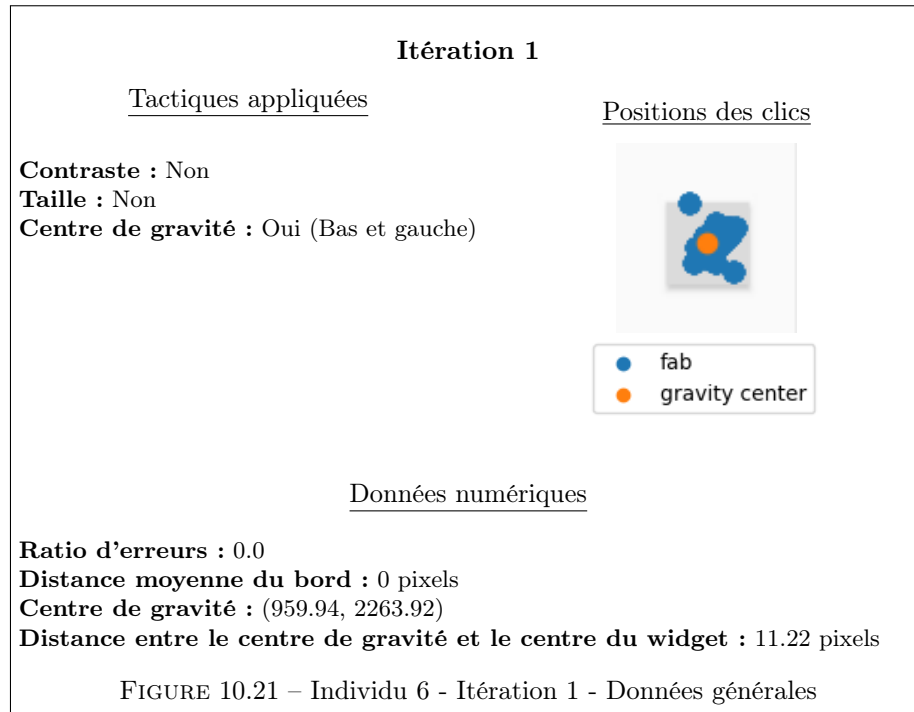 Itération 1
Tactiques appliquées
Contraste : Non
Taille : Non
Centre de gravité : Oui (Bas et gauche)
Positions des clics
fab
gravity center
Données numériques
Ratio d'erreurs : 0.0
Distance moyenne du bord : 0 pixels
Centre de gravité : (959.94, 2263.92)
Distance entre le centre de gravité et le centre du widget : 11.22 pixels
FIGURE 10.21 – Individu 6 - Itération 1 - Données générales